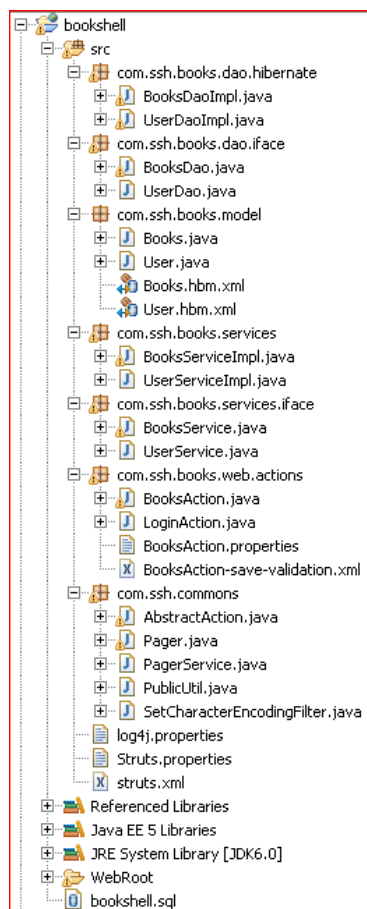 bookshell
src
com.ssh.books.dao.hibernate
BooksDaoImpl.java
UserDaoImpl.java
com.ssh.books.dao.iface
BooksDao.java
UserDao.java
com.ssh.books.model
Books.java
User.java
Books.hbm.xml
User.hbm.xml
com.ssh.books.services
BooksServiceImpl.java
UserServiceImpl.java
com.ssh.books.services.iface
BooksService.java
UserService.java
com.ssh.books.web.actions
BooksAction.java
LoginAction.java
BooksAction.properties
BooksAction-save-validation.xml
com.ssh.commons
AbstractAction.java
Pager.java
PagerService.java
PublicUtil.java
SetCharacterEncodingFilter.java
log4j.properties
Struts.properties
struts.xml
Referenced Libraries
Java EE 5 Libraries
JRE System Library [JDK6.0]
WebRoot
bookshell.sql